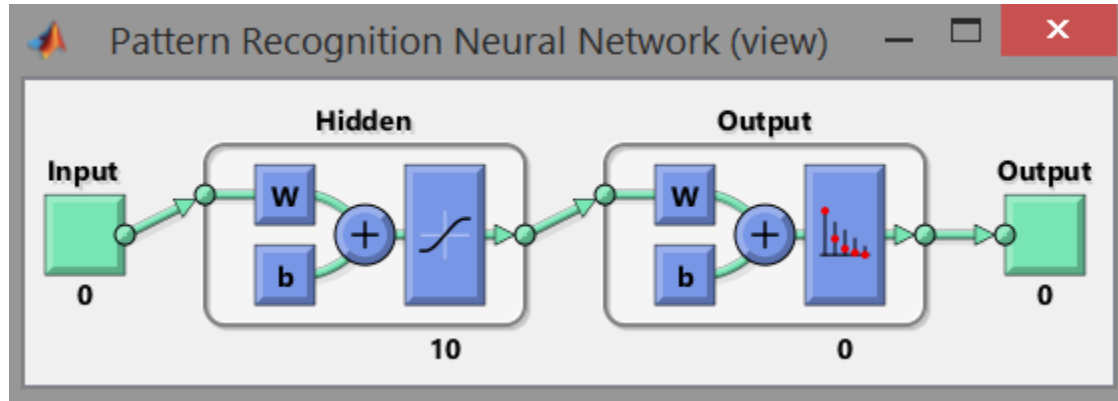 Pattern Recognition Neural Network (view)
Hidden
Output
Input
W
b
W
b
Output
0
10
0
0